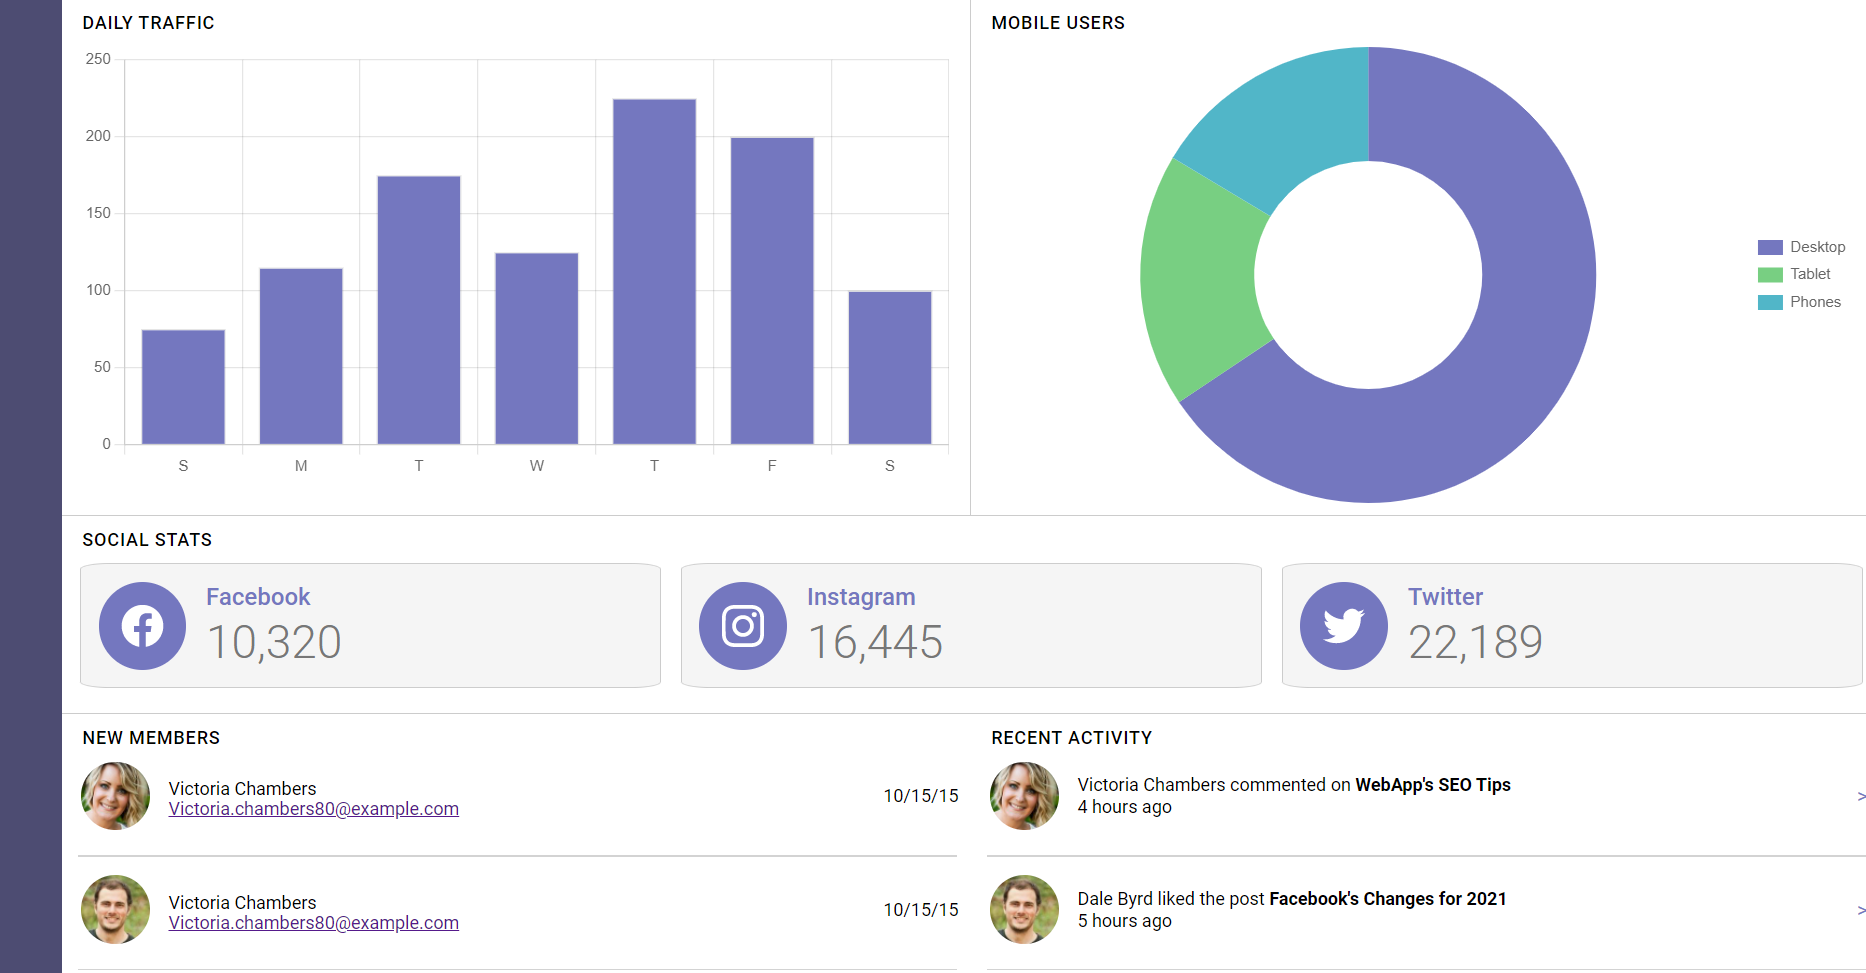 DAILY TRAFFIC
250
200
150
100
50
0
S M T W T F S
MOBILE USERS
Desktop
Tablet
Phones
SOCIAL STATS
Facebook
10,320
Instagram
16,445
Twitter
22,189
NEW MEMBERS
Victoria Chambers
Victoria.chambers80@example.com
10/15/15
Victoria Chambers
Victoria.chambers80@example.com
10/15/15
RECENT ACTIVITY
Victoria Chambers commented on WebApp's SEO Tips
4 hours ago
>
Dale Byrd liked the post Facebook's Changes for 2021
5 hours ago
>